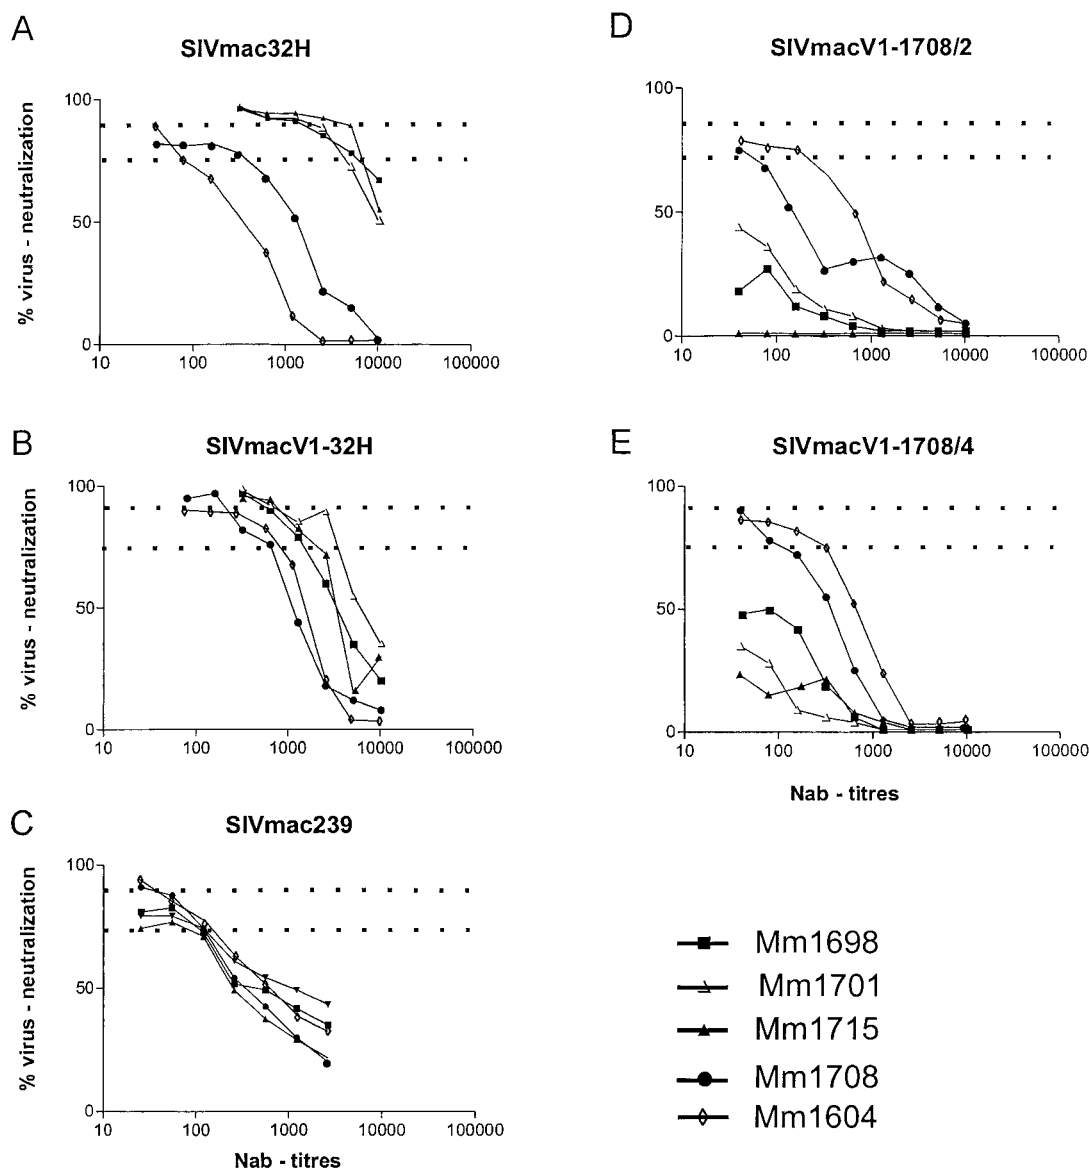 A
SIVmac32H
% virus - neutralization
100
50
0
10 100 1000 10000 100000
B
SIVmacV1-32H
% virus - neutralization
100
50
0
10 100 1000 10000 100000
C
SIVmac239
% virus - neutralization
100
50
0
10 100 1000 10000 100000
Nab - titres
D
SIVmacV1-1708/2
100
50
0
10 100 1000 10000 100000
E
SIVmacV1-1708/4
100
50
0
10 100 1000 10000 100000
Nab - titres
Mm1698
Mm1701
Mm1715
Mm1708
Mm1604